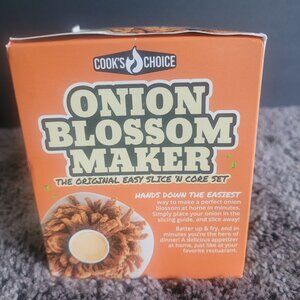 COOK'S CHOICE
ONION
BLOSSOM
MAKER
THE ORIGINAL EASY SLICE 'N CORE SET
HANDS DOWN THE EASIEST
way to make a perfect onion
blossom at home in minutes.
Simply place your onion in the
slicing guide, and slice away!
Batter up & fry, and in
minutes you're the hero of
dinner! A delicious appetizer
at home, just like at your
favorite restaurant.